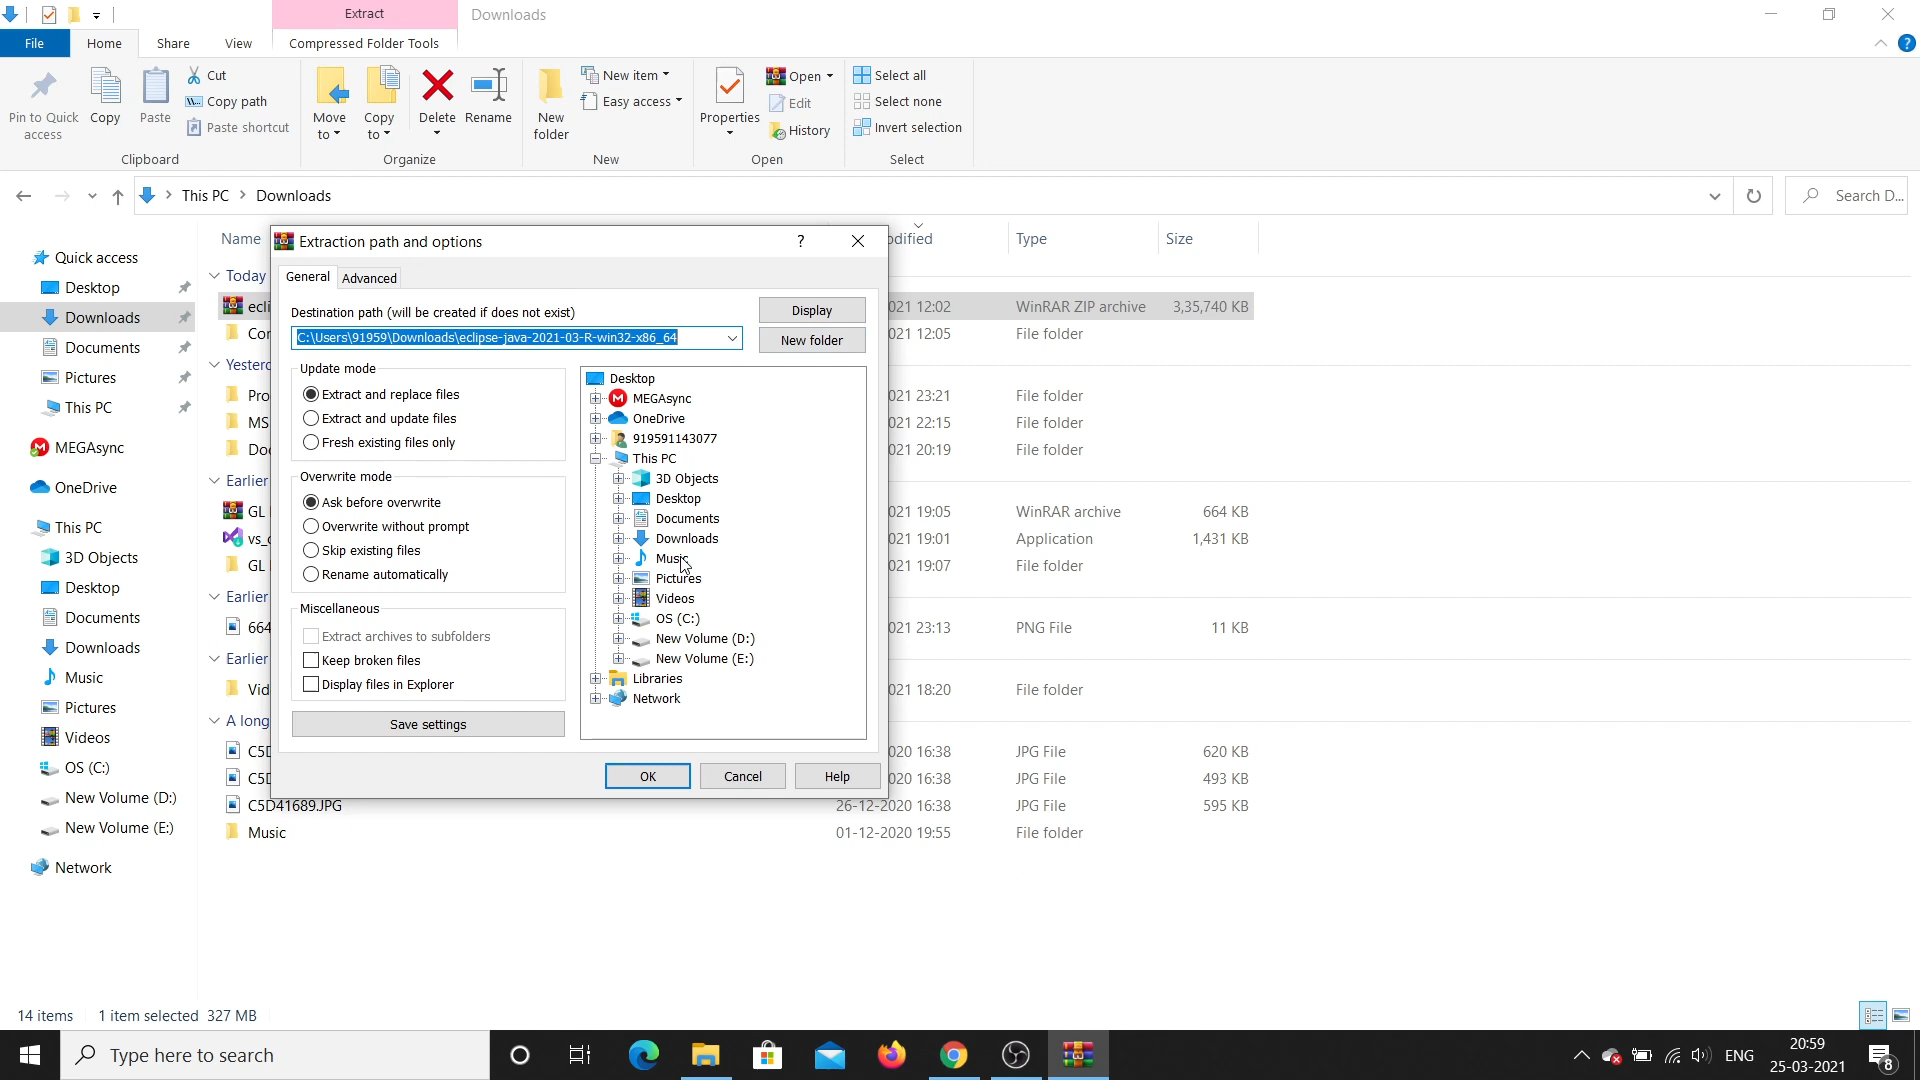 Extract
Downloads
File
Home
Share
View
Compressed Folder Tools
Pin to Quick
access
Copy
Paste
Cut
Copy path
Paste shortcut
Clipboard
Move
to
Copy
to
Delete
Rename
Organize
New
folder
New item
Easy access
New
Properties
Open
Edit
History
Open
Select all
Select none
Invert selection
Select
This PC > Downloads
Search D...
Quick access
Desktop
Downloads
Documents
Pictures
This PC
MEGAsync
OneDrive
This PC
3D Objects
Desktop
Documents
Downloads
Music
Pictures
Videos
OS (C:)
New Volume (D:)
New Volume (E:)
Network
Name
odified
Type
Size
Today
ecli
021 12:02
WinRAR ZIP archive
3,35,740 KB
Cor
021 12:05
File folder
Yesterd
Pro
021 23:21
File folder
MS
021 22:15
File folder
Doc
021 20:19
File folder
Earlier
GL
021 19:05
WinRAR archive
664 KB
vs_c
021 19:01
Application
1,431 KB
GL
021 19:07
File folder
Earlier
664
021 23:13
PNG File
11 KB
Earlier
Vid
021 18:20
File folder
A long
C5D
020 16:38
JPG File
620 KB
C5D
020 16:38
JPG File
493 KB
C5D41689.JPG
26-12-2020 16:38
JPG File
595 KB
Music
01-12-2020 19:55
File folder
Extraction path and options
?
General
Advanced
Destination path (will be created if does not exist)
C:\Users\91959\Downloads\eclipse-java-2021-03-R-win32-x86_64
Display
New folder
Update mode
Extract and replace files
Extract and update files
Fresh existing files only
Overwrite mode
Ask before overwrite
Overwrite without prompt
Skip existing files
Rename automatically
Miscellaneous
Extract archives to subfolders
Keep broken files
Display files in Explorer
Save settings
Desktop
MEGAsync
OneDrive
919591143077
This PC
3D Objects
Desktop
Documents
Downloads
Music
Pictures
Videos
OS (C:)
New Volume (D:)
New Volume (E:)
Libraries
Network
OK
Cancel
Help
14 items
1 item selected 327 MB
Type here to search
ENG
20:59
25-03-2021
8